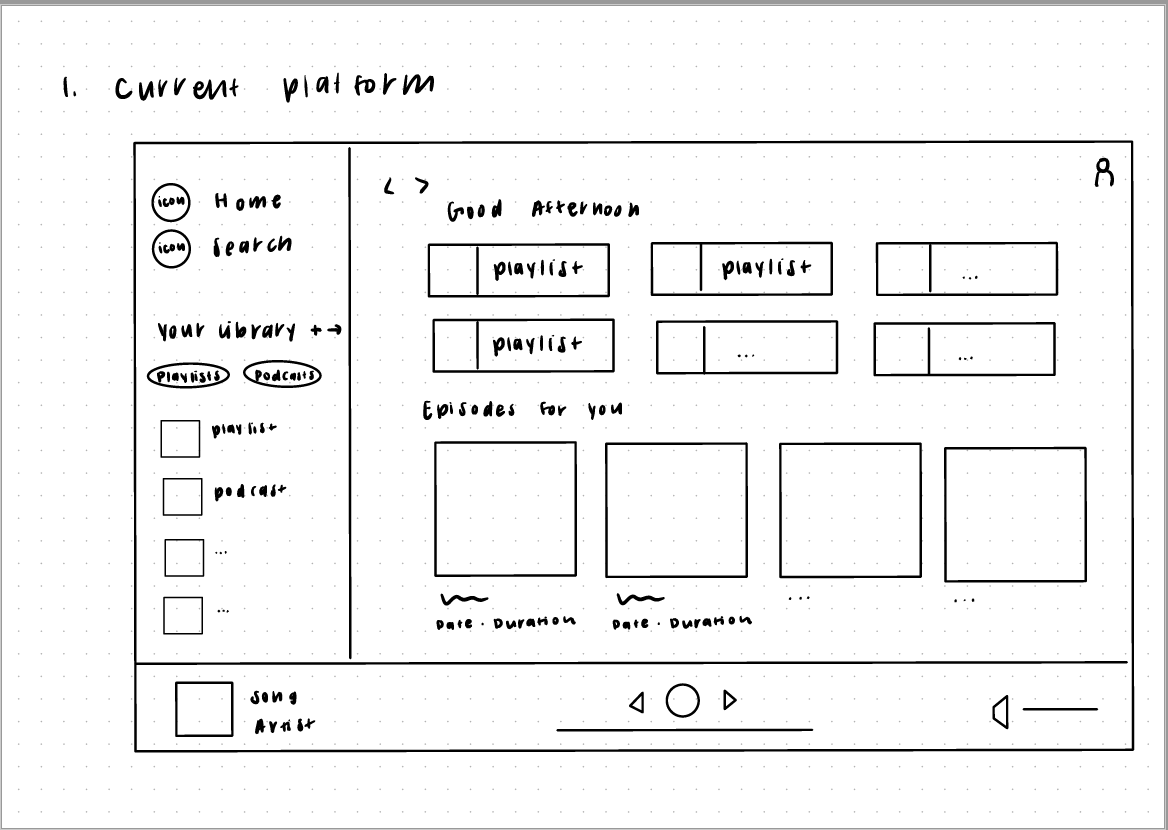 1. Current platform
icon Home
icon Search
Your Library + →
Playlists Podcasts
playlist
podcast
...
...
< >
Good Afternoon
playlist playlist ...
playlist ... ...
Episodes for you
Date · Duration Date · Duration ... ...
Song
Artist